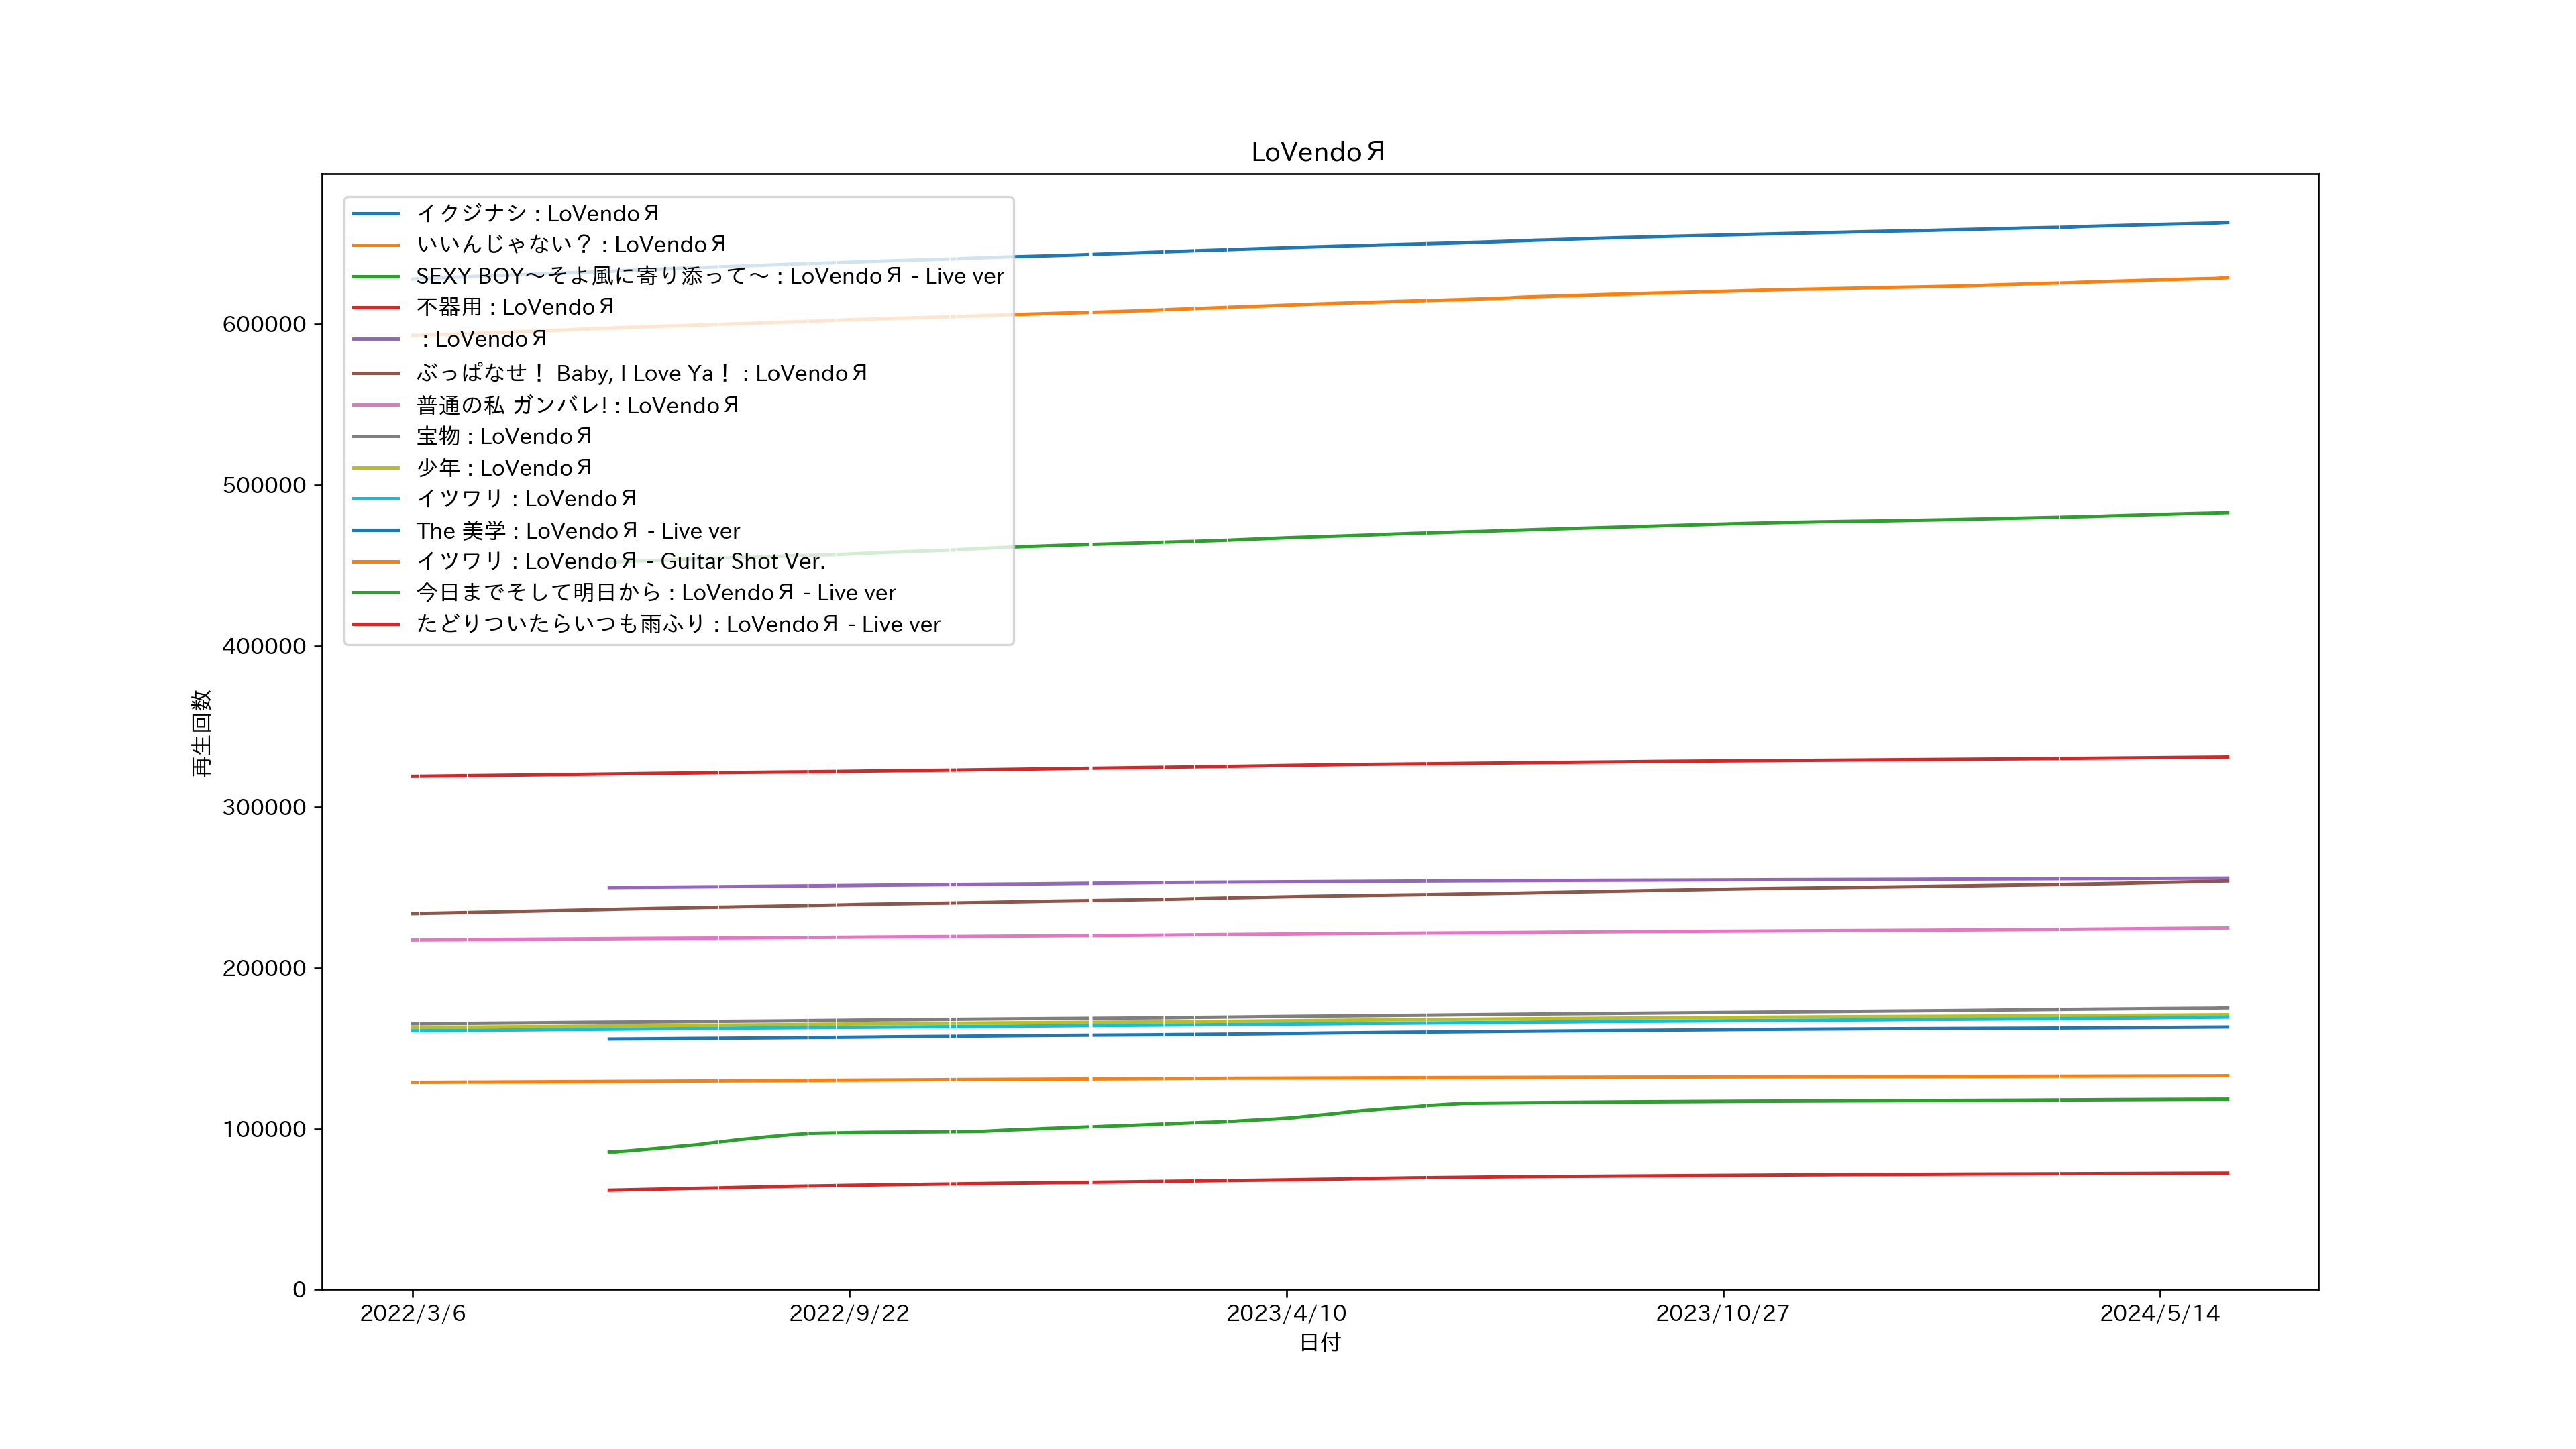 LoVendoЯ
イクジナシ : LoVendoЯ
いいんじゃない？ : LoVendoЯ
SEXY BOY～そよ風に寄り添って～ : LoVendoЯ - Live ver
不器用 : LoVendoЯ
: LoVendoЯ
ぶっぱなせ！ Baby, I Love Ya！ : LoVendoЯ
普通の私 ガンバレ! : LoVendoЯ
宝物 : LoVendoЯ
少年 : LoVendoЯ
イツワリ : LoVendoЯ
The 美学 : LoVendoЯ - Live ver
イツワリ : LoVendoЯ - Guitar Shot Ver.
今日までそして明日から : LoVendoЯ - Live ver
たどりついたらいつも雨ふり : LoVendoЯ - Live ver
再生回数
600000
500000
400000
300000
200000
100000
0
2022/3/6
2022/9/22
2023/4/10
2023/10/27
2024/5/14
日付